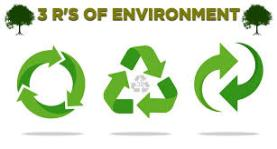 3 R'S OF ENVIRONMENT